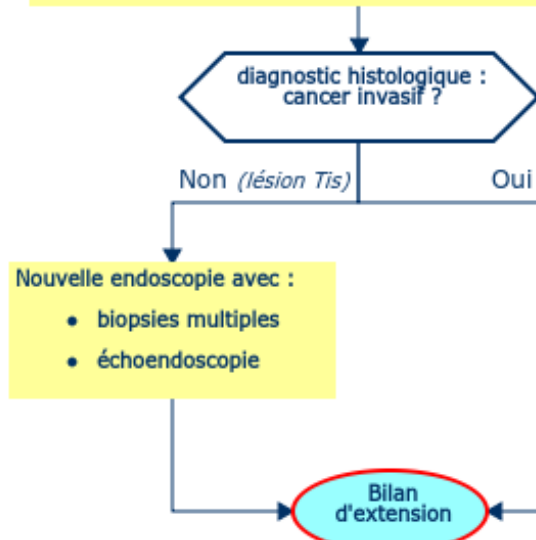 diagnostic histologique :
cancer invasif ?
Non (lésion Tis)
Oui
Nouvelle endoscopie avec :
• biopsies multiples
• échoendoscopie
Bilan
d'extension